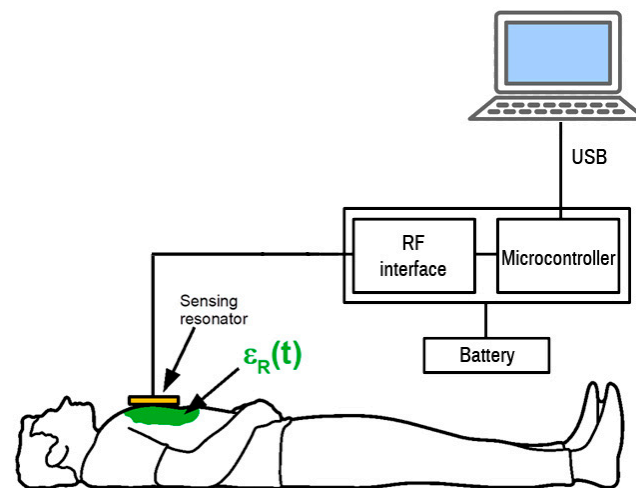 USB
RF
interface
Microcontroller
Sensing
resonator
εR(t)
Battery